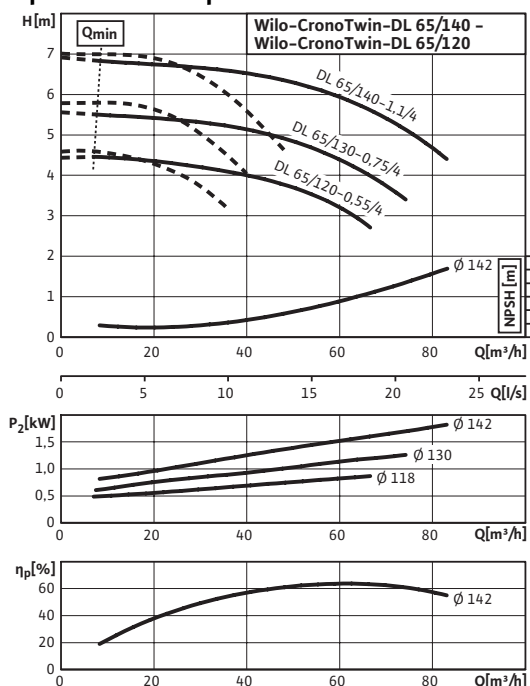 H[m]
Qmin
Wilo-CronoTwin-DL 65/140 –
Wilo-CronoTwin-DL 65/120
7
6
5
4
3
2
1
0
DL 65/140-1,1/4
DL 65/130-0,75/4
DL 65/120-0,55/4
Ø 142
NPSH [m]
0 20 40 60 80 Q[m³/h]
0 5 10 15 20 25 Q[l/s]
P₂[kW]
1,5
1,0
0,5
0,0
Ø 142
Ø 130
Ø 118
0 20 40 60 80 Q[m³/h]
ηp[%]
60
40
20
0
Ø 142
0 20 40 60 80 Q[m³/h]